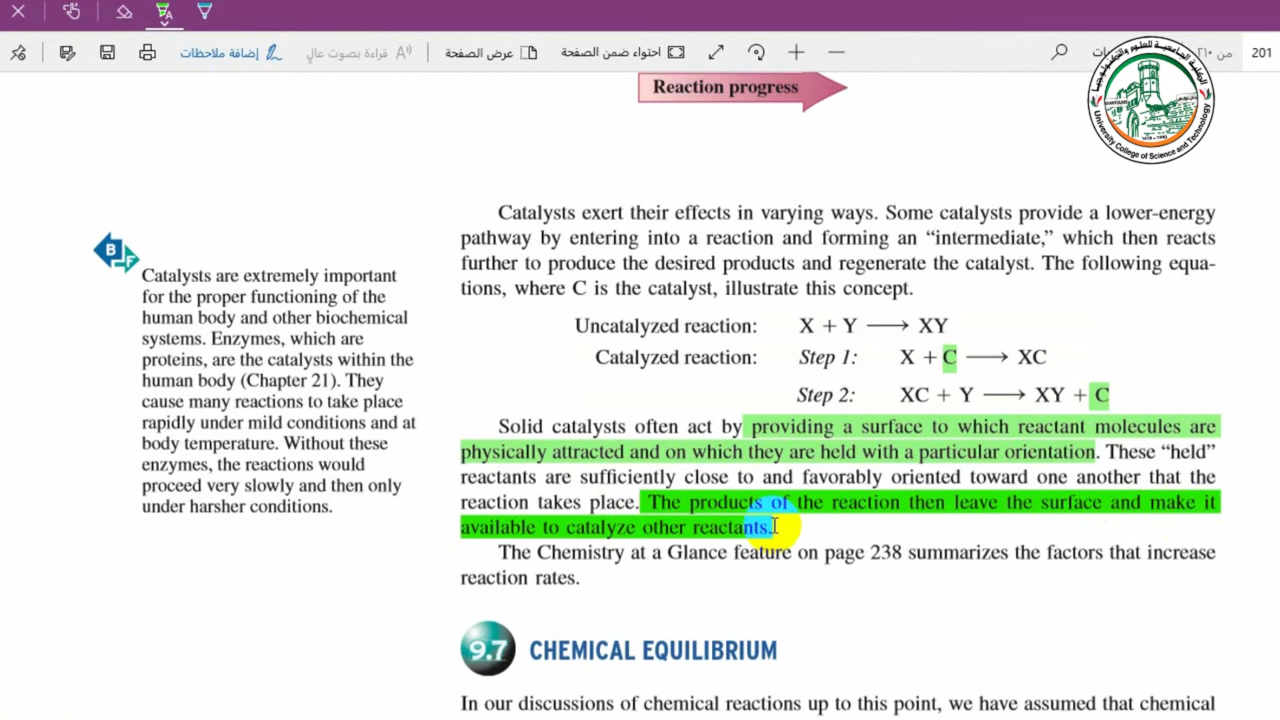 إضافة ملاحظات
قراءة بصوت عالٍ
عرض الصفحة
احتواء ضمن الصفحة
من
201
University College of Science and Technology
Reaction progress
Catalysts exert their effects in varying ways. Some catalysts provide a lower-energy
pathway by entering into a reaction and forming an “intermediate,” which then reacts
further to produce the desired products and regenerate the catalyst. The following equa-
tions, where C is the catalyst, illustrate this concept.
Uncatalyzed reaction: X + Y ⟶ XY
Catalyzed reaction: Step 1: X + C ⟶ XC
Step 2: XC + Y ⟶ XY + C
Solid catalysts often act by providing a surface to which reactant molecules are
physically attracted and on which they are held with a particular orientation. These “held”
reactants are sufficiently close to and favorably oriented toward one another that the
reaction takes place. The products of the reaction then leave the surface and make it
available to catalyze other reactants.
The Chemistry at a Glance feature on page 238 summarizes the factors that increase
reaction rates.
B F
Catalysts are extremely important
for the proper functioning of the
human body and other biochemical
systems. Enzymes, which are
proteins, are the catalysts within the
human body (Chapter 21). They
cause many reactions to take place
rapidly under mild conditions and at
body temperature. Without these
enzymes, the reactions would
proceed very slowly and then only
under harsher conditions.
9.7 CHEMICAL EQUILIBRIUM
In our discussions of chemical reactions up to this point, we have assumed that chemical